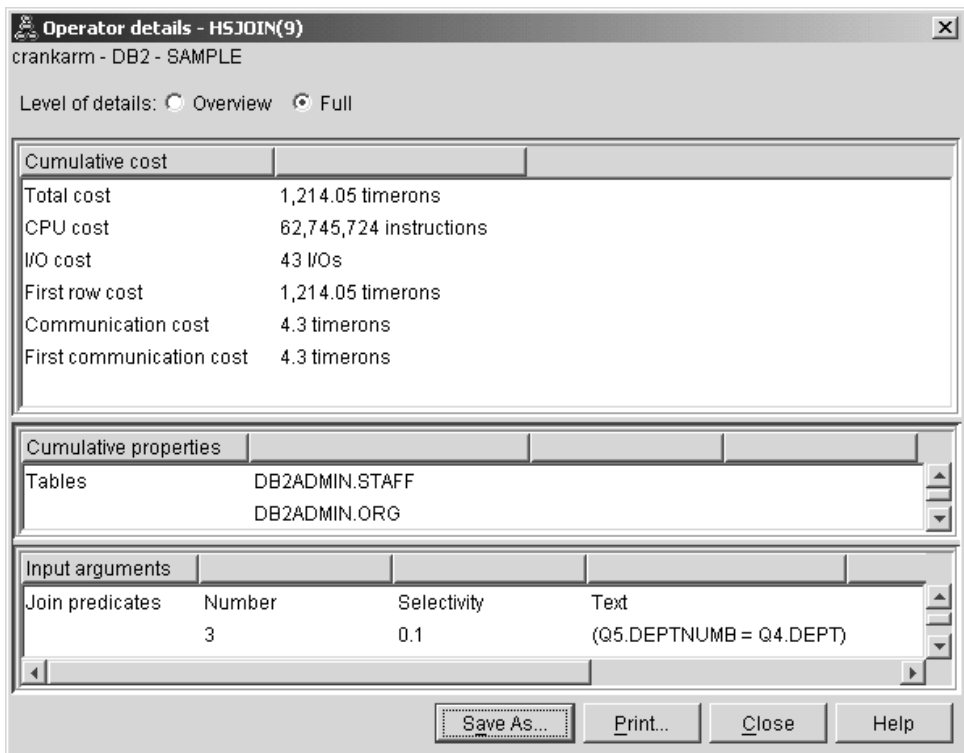 Operator details - HSJOIN(9)
crankarm - DB2 - SAMPLE
Level of details: Overview Full
Cumulative cost
Total cost 1,214.05 timerons
CPU cost 62,745,724 instructions
I/O cost 43 I/Os
First row cost 1,214.05 timerons
Communication cost 4.3 timerons
First communication cost 4.3 timerons
Cumulative properties
Tables DB2ADMIN.STAFF
DB2ADMIN.ORG
Input arguments
Join predicates Number Selectivity Text
3 0.1 (Q5.DEPTNUMB = Q4.DEPT)
Save As... Print... Close Help